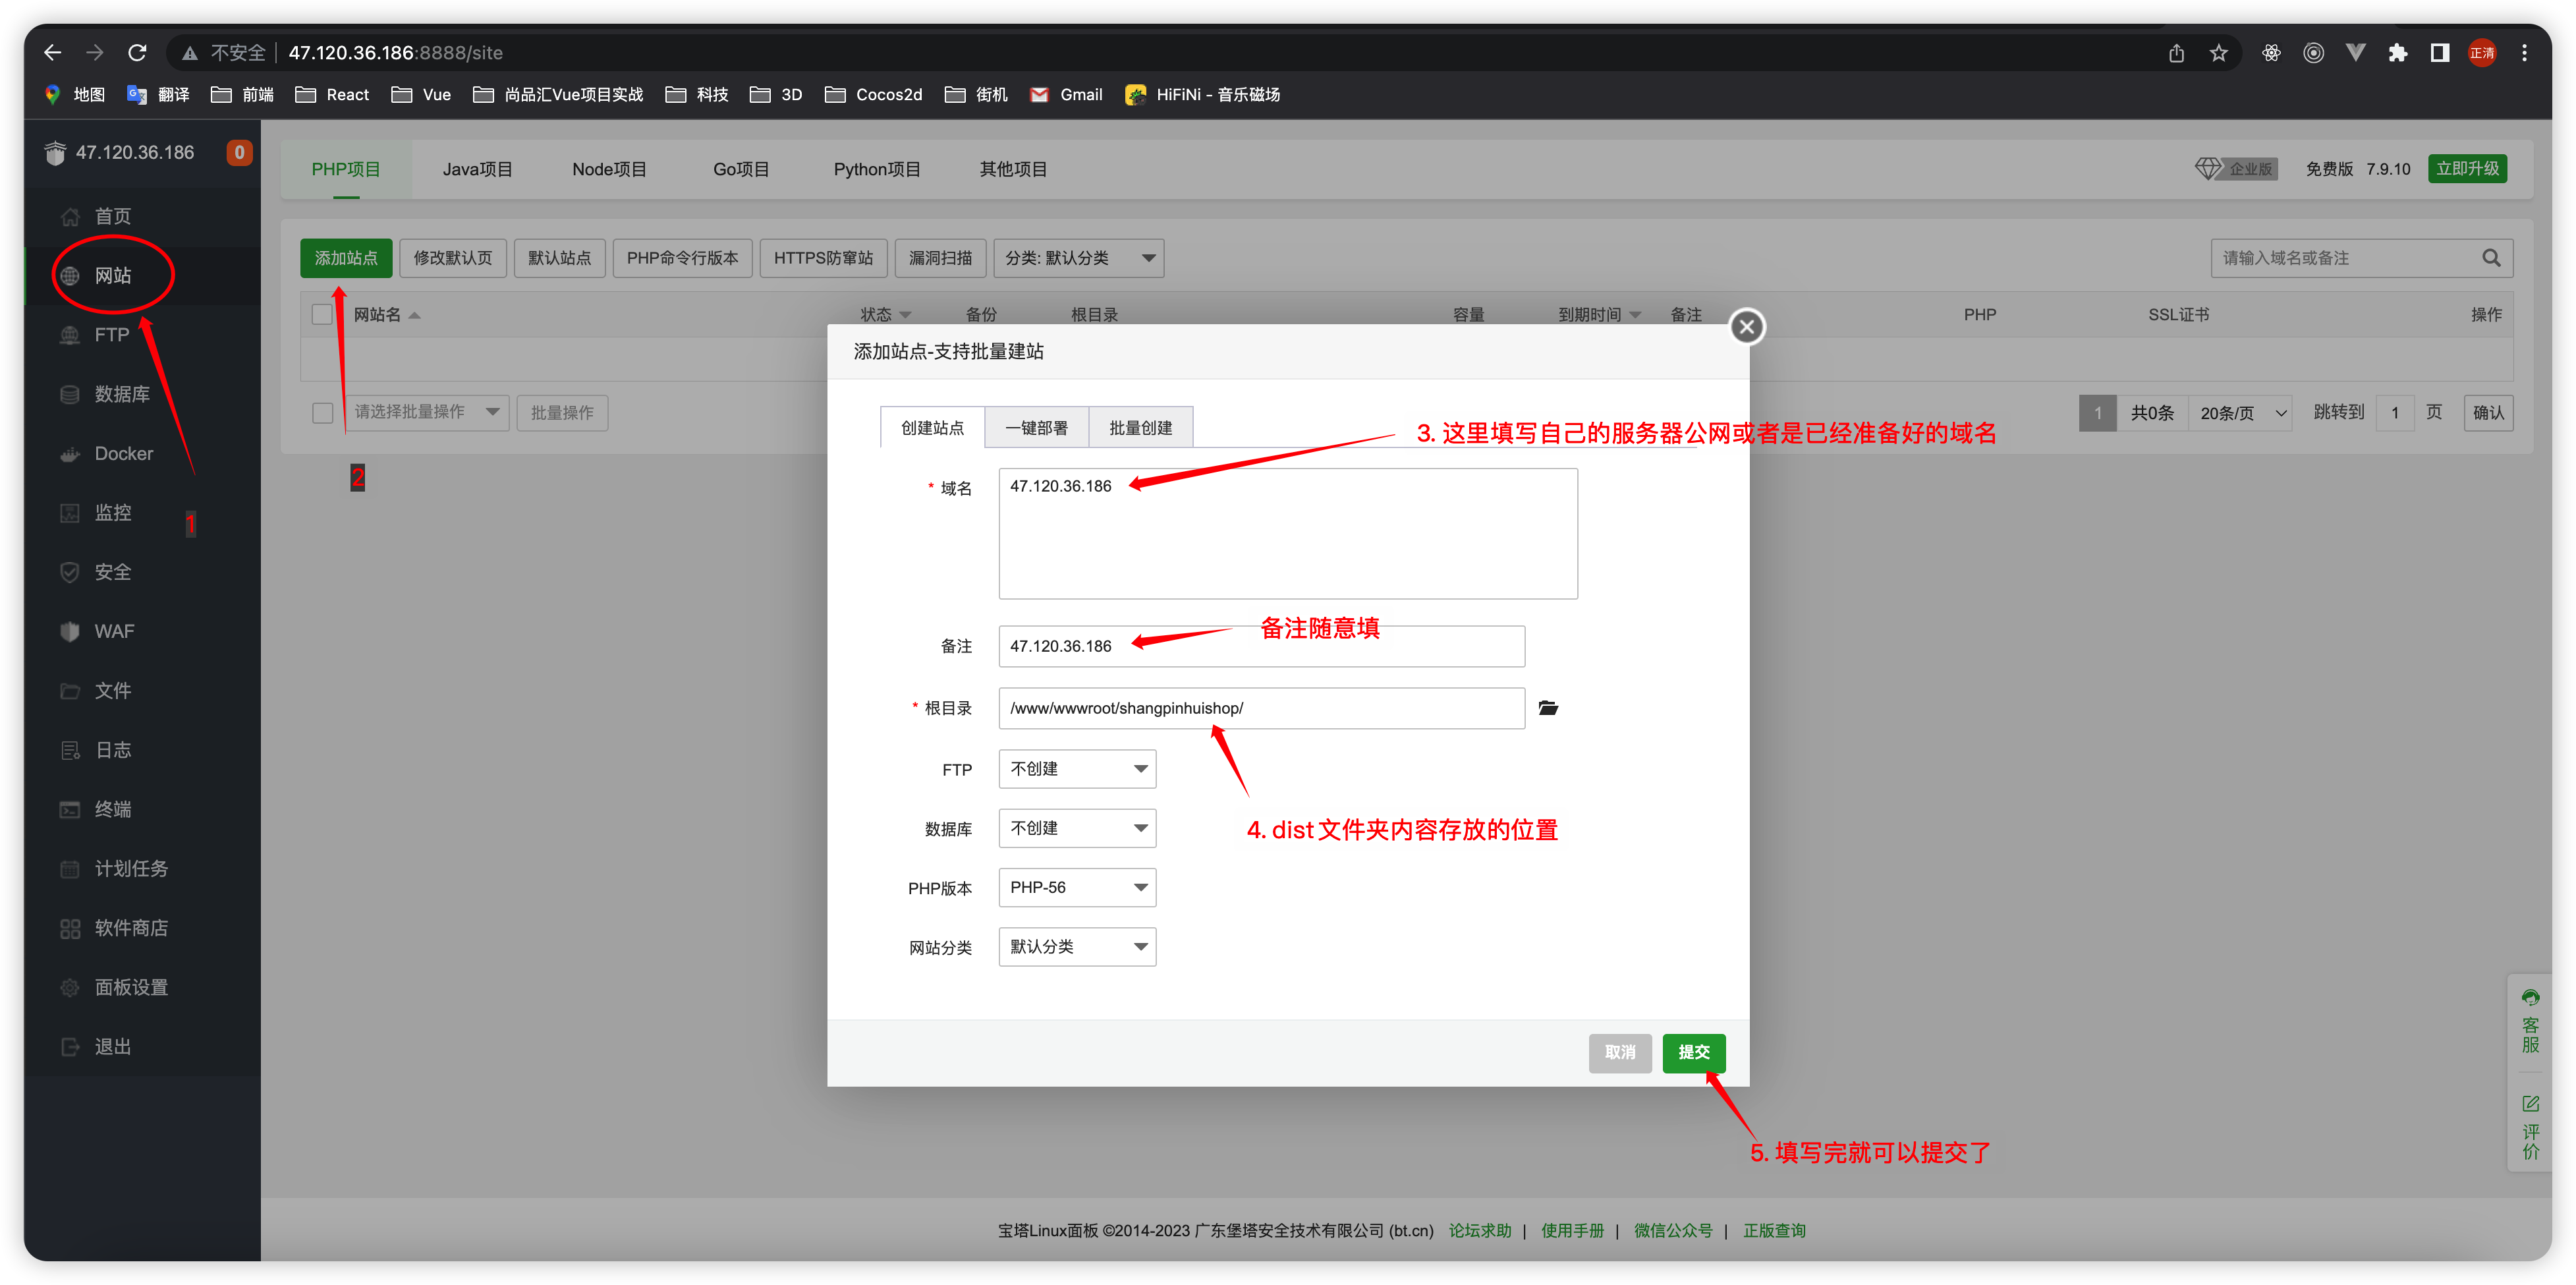 不安全 47.120.36.186:8888/site
正清
地图 翻译 前端 React Vue 尚品汇Vue项目实战 科技 3D Cocos2d 街机 Gmail HiFiNi - 音乐磁场
47.120.36.186 0
首页
网站
FTP
数据库
Docker
监控
安全
WAF
文件
日志
终端
计划任务
软件商店
面板设置
退出
1
PHP项目 Java项目 Node项目 Go项目 Python项目 其他项目
企业版 免费版 7.9.10 立即升级
添加站点 修改默认页 默认站点 PHP命令行版本 HTTPS防窜站 漏洞扫描 分类: 默认分类
请输入域名或备注
网站名 状态 备份 根目录 容量 到期时间 备注 PHP SSL证书 操作
请选择批量操作 批量操作
1 共0条 20条/页 跳转到 1 页 确认
2
添加站点-支持批量建站
创建站点 一键部署 批量创建
3. 这里填写自己的服务器公网或者是已经准备好的域名
* 域名 47.120.36.186
备注随意填
备注 47.120.36.186
* 根目录 /www/wwwroot/shangpinhuishop/
FTP 不创建
数据库 不创建
4. dist文件夹内容存放的位置
PHP版本 PHP-56
网站分类 默认分类
取消 提交
5. 填写完就可以提交了
客服
评价
宝塔Linux面板 ©2014-2023 广东堡塔安全技术有限公司 (bt.cn) 论坛求助 | 使用手册 | 微信公众号 | 正版查询